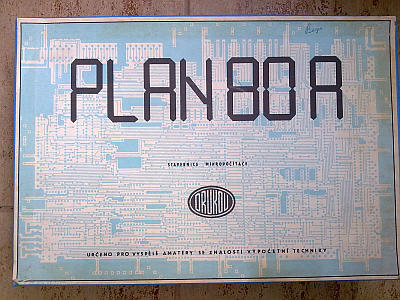 PLAN 80 A
STAVEBNICE MIKROPOČÍTAČE
DRUKOV
URČENO PRO VYSPĚLÉ AMATÉRY SE ZNALOSTÍ VÝPOČETNÍ TECHNIKY